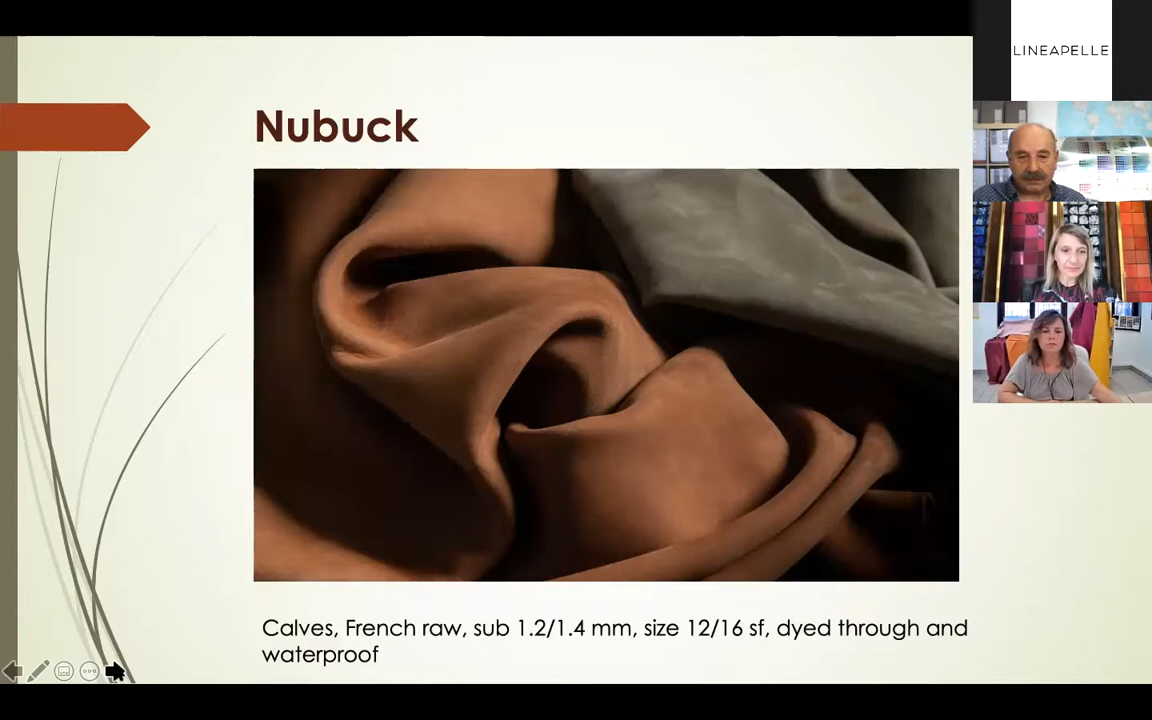 LINEAPELLE
Nubuck
Calves, French raw, sub 1.2/1.4 mm, size 12/16 sf, dyed through and
waterproof